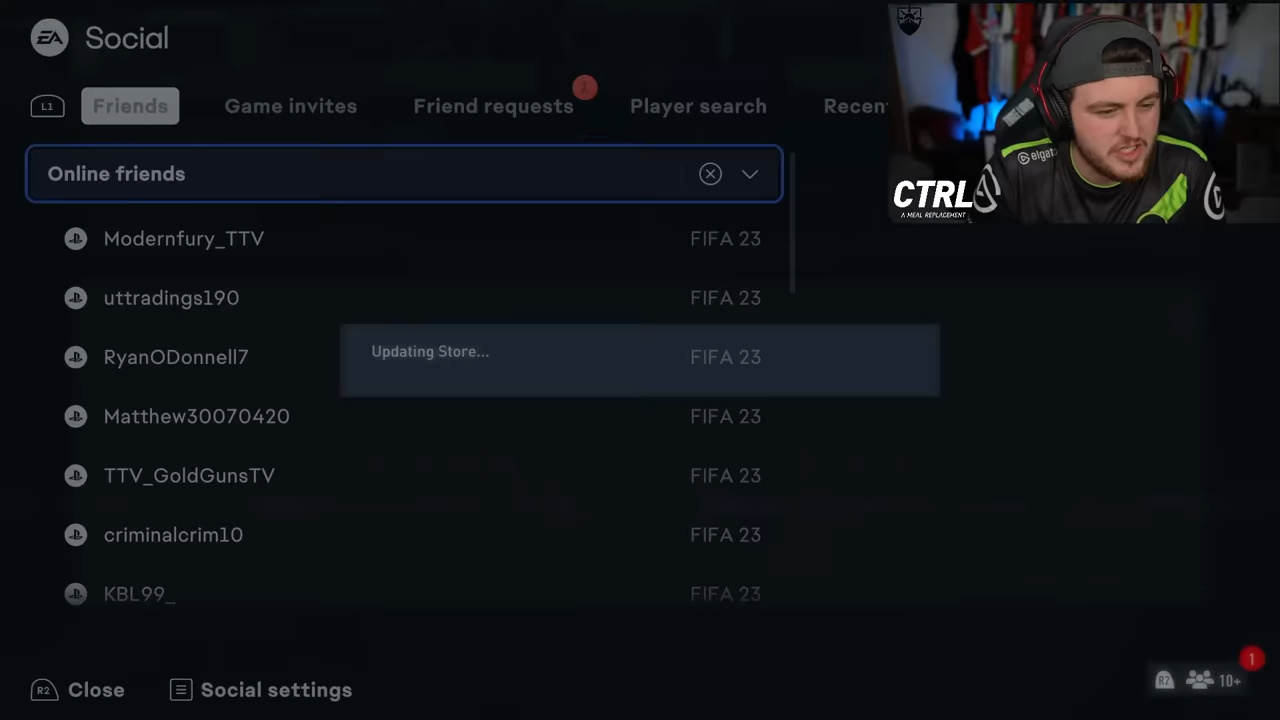 EA Social
L1 Friends Game invites Friend requests Player search Recen
Online friends
Modernfury_TTV FIFA 23
uttradings190 FIFA 23
Updating Store...
RyanODonnell7 FIFA 23
Matthew30070420 FIFA 23
TTV_GoldGunsTV FIFA 23
criminalcrim10 FIFA 23
KBL99_ FIFA 23
R2 Close Social settings
R2 10+ 1
elgato
CTRL
A MEAL REPLACEMENT